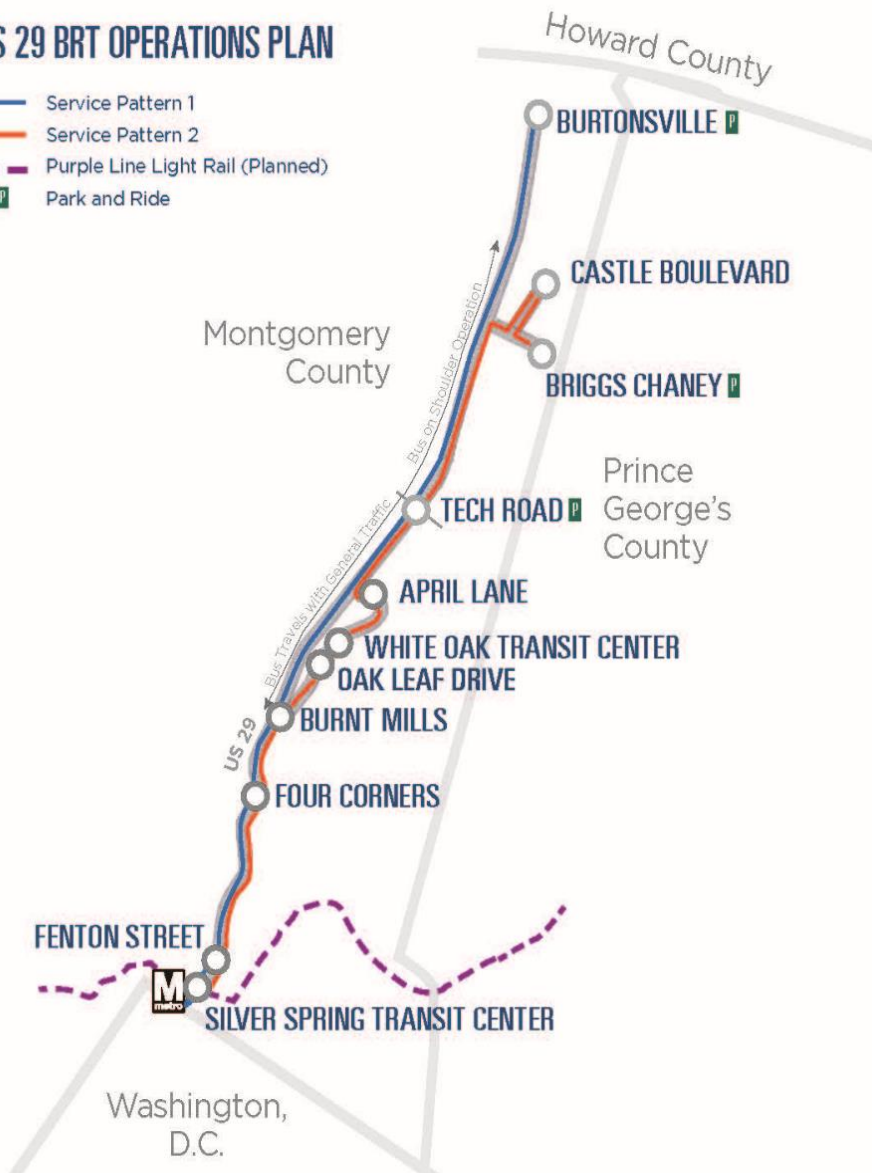 S 29 BRT OPERATIONS PLAN
Service Pattern 1
Service Pattern 2
Purple Line Light Rail (Planned)
P Park and Ride
Howard County
BURTONSVILLE P
CASTLE BOULEVARD
Montgomery
County
Bus on Shoulder Operation
BRIGGS CHANEY P
Prince
George's
County
TECH ROAD P
Bus Travels with General Traffic
APRIL LANE
WHITE OAK TRANSIT CENTER
OAK LEAF DRIVE
BURNT MILLS
US 29
FOUR CORNERS
FENTON STREET
M
metro
SILVER SPRING TRANSIT CENTER
Washington,
D.C.